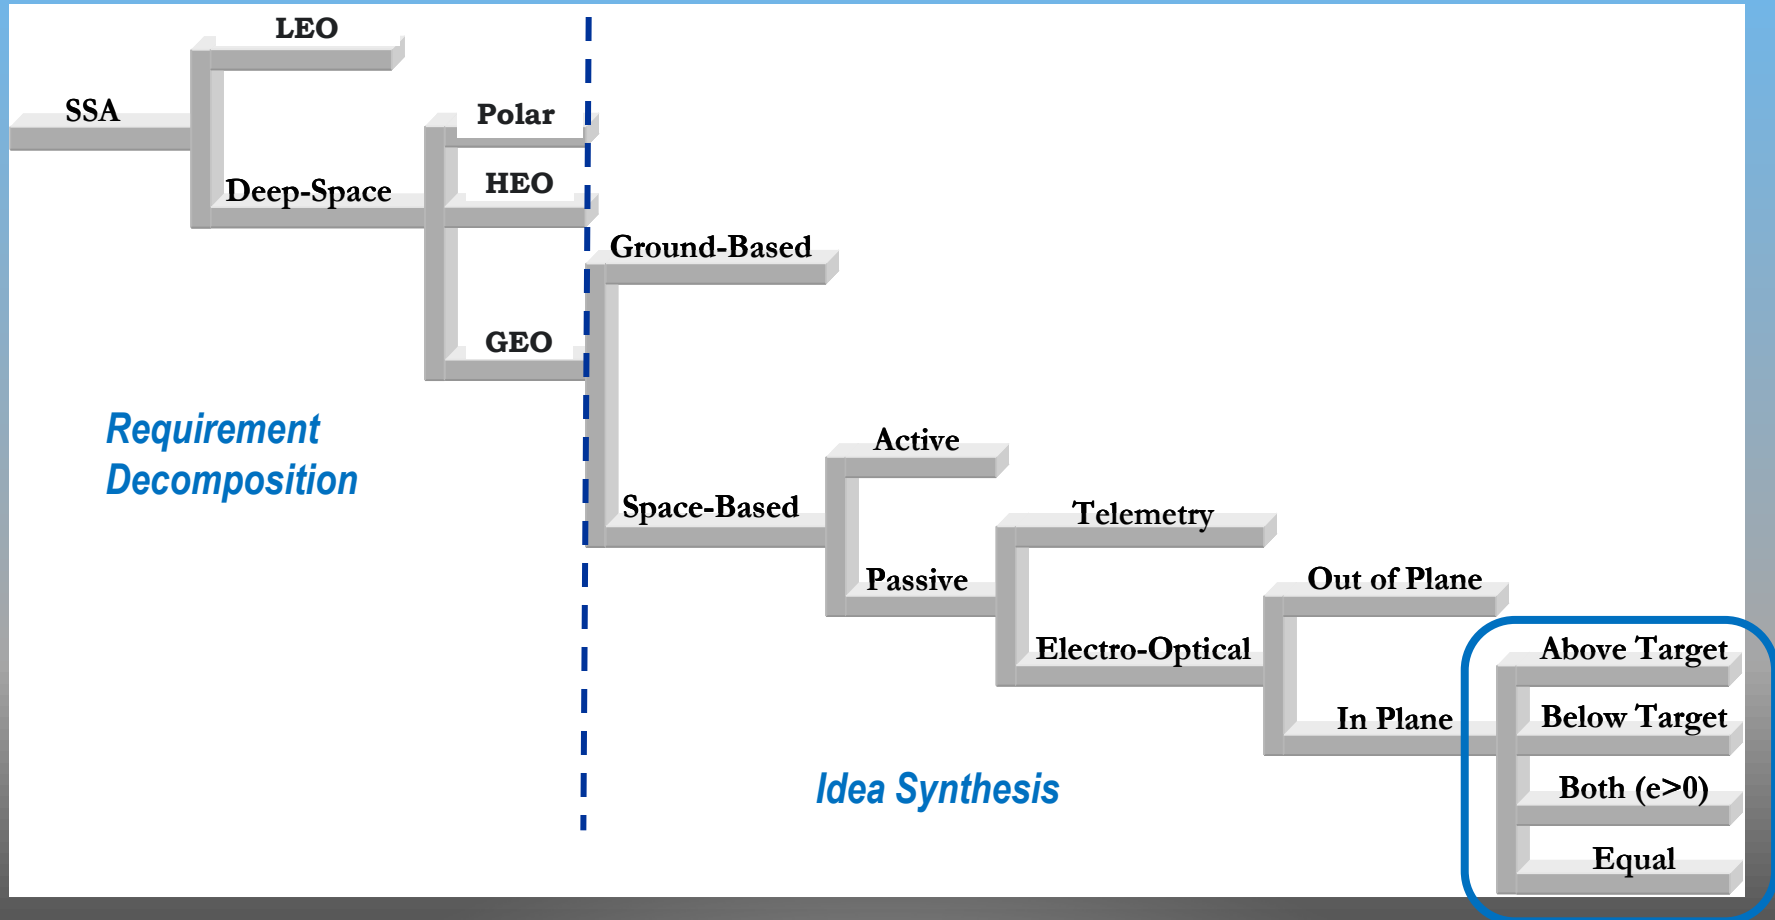 LEO
SSA
Polar
Deep-Space
HEO
Ground-Based
GEO
Requirement
Decomposition
Active
Space-Based
Telemetry
Passive
Out of Plane
Electro-Optical
Above Target
In Plane
Below Target
Idea Synthesis
Both (e>0)
Equal